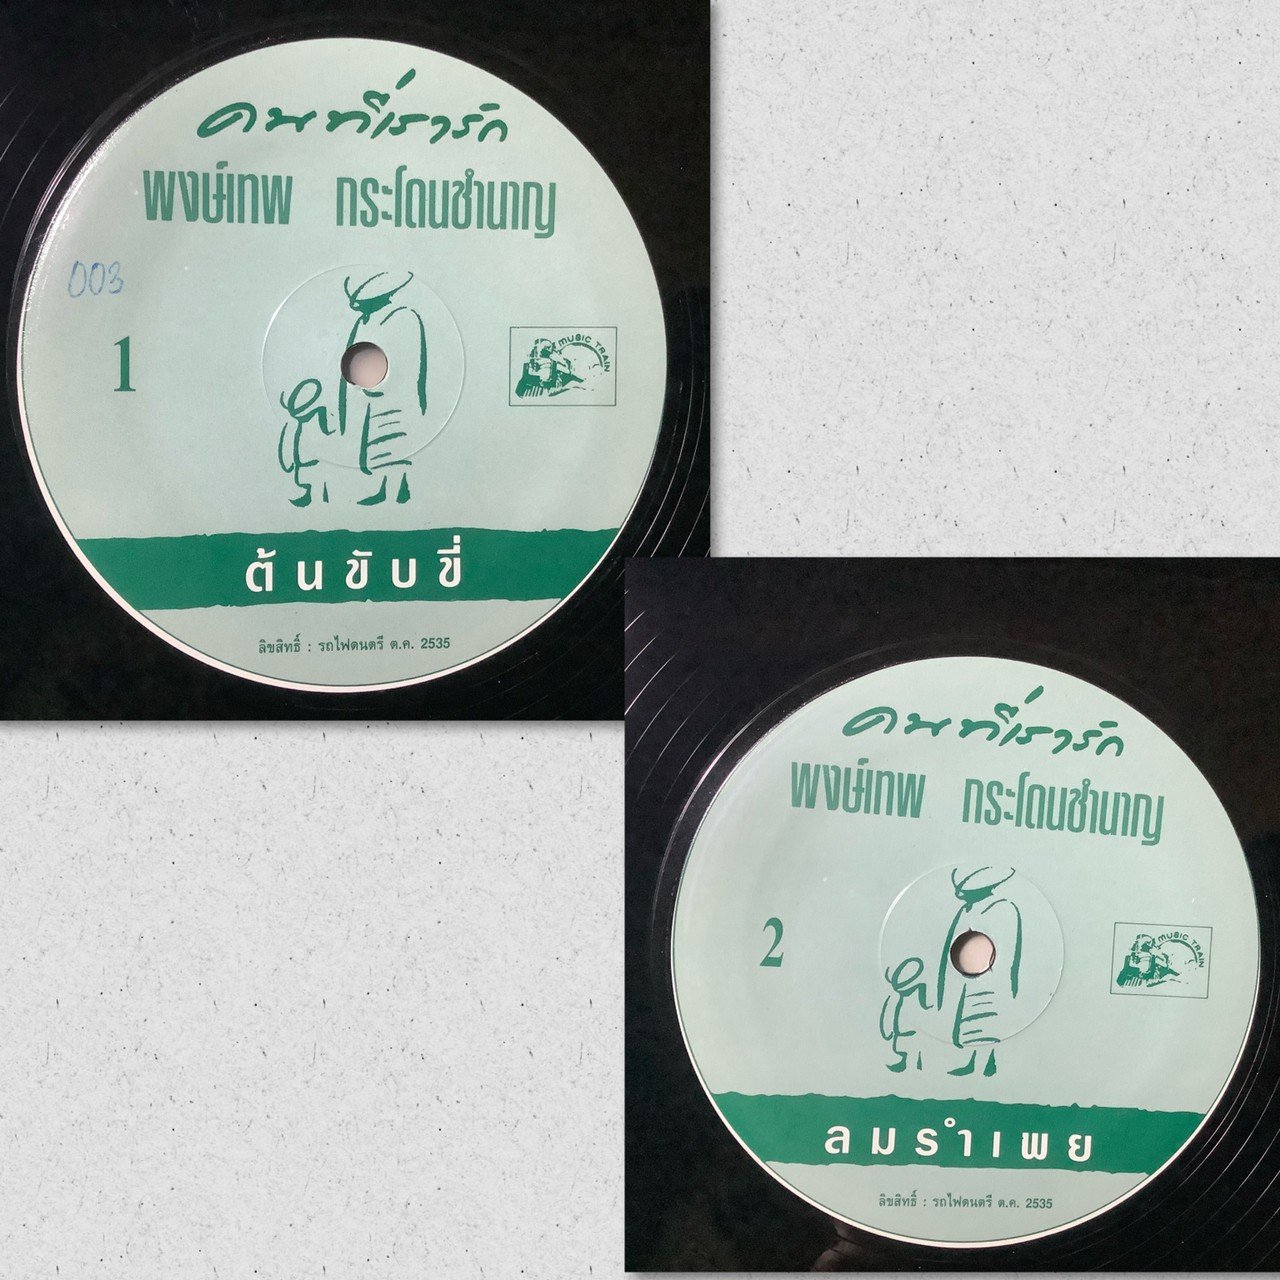 คนที่เรารัก
พงษ์เทพ กระโดนชำนาญ
003
1
MUSIC TRAIN
ต้นขับขี่
ลิขสิทธิ์ : รถไฟดนตรี ต.ค. 2535
คนที่เรารัก
พงษ์เทพ กระโดนชำนาญ
2
MUSIC TRAIN
ลมรำเพย
ลิขสิทธิ์ : รถไฟดนตรี ต.ค. 2535